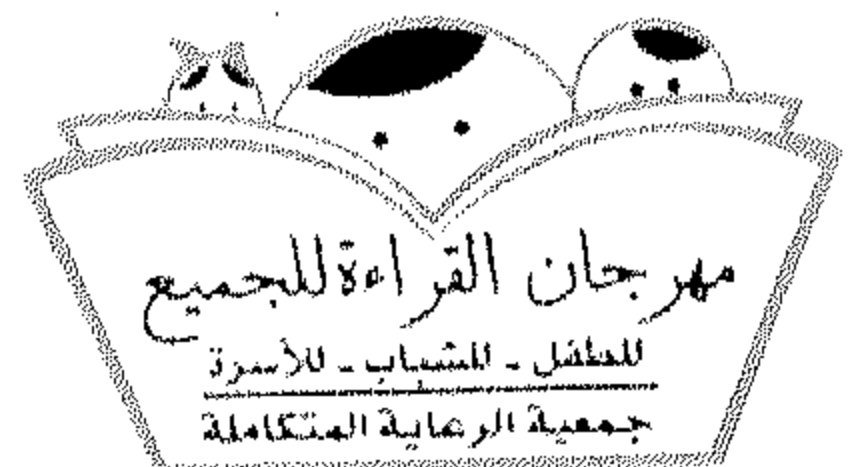 مهرجان القراءة للجميع
للطفل - للشباب - للأسرة
جمعية الرعاية المتكاملة